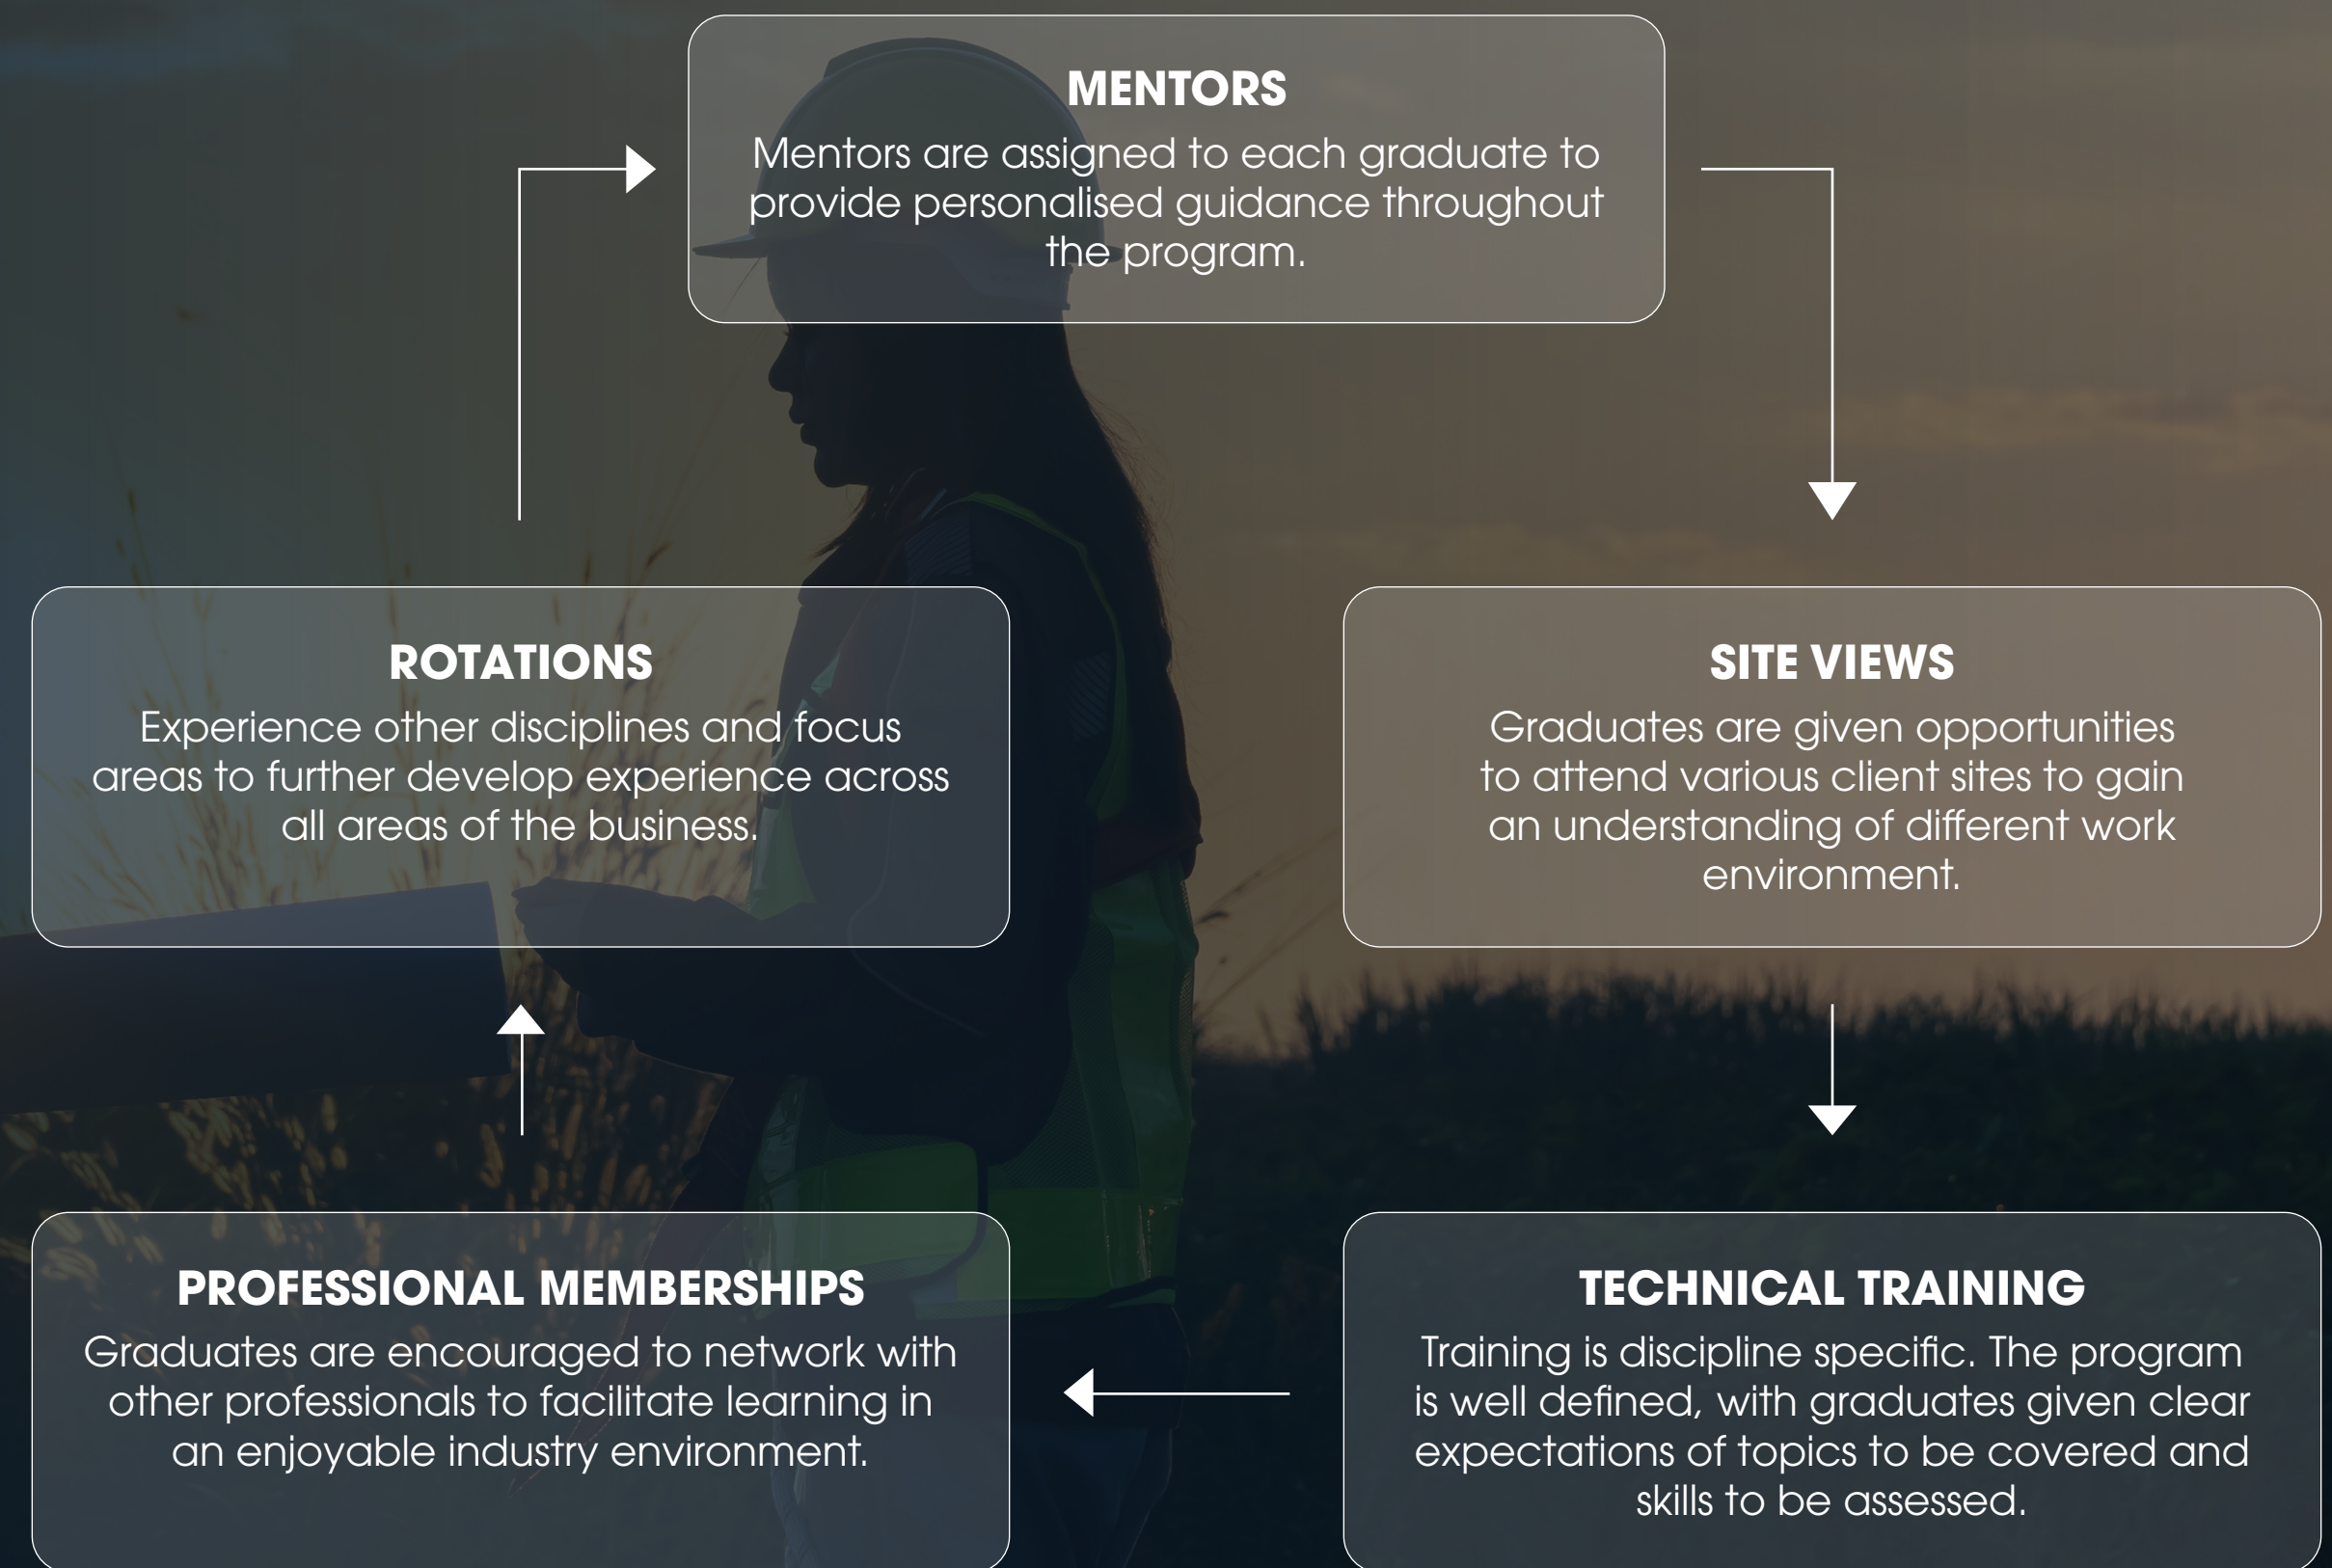 MENTORS
Mentors are assigned to each graduate to
provide personalised guidance throughout
the program.
ROTATIONS
Experience other disciplines and focus
areas to further develop experience across
all areas of the business.
SITE VIEWS
Graduates are given opportunities
to attend various client sites to gain
an understanding of different work
environment.
PROFESSIONAL MEMBERSHIPS
Graduates are encouraged to network with
other professionals to facilitate learning in
an enjoyable industry environment.
TECHNICAL TRAINING
Training is discipline specific. The program
is well defined, with graduates given clear
expectations of topics to be covered and
skills to be assessed.